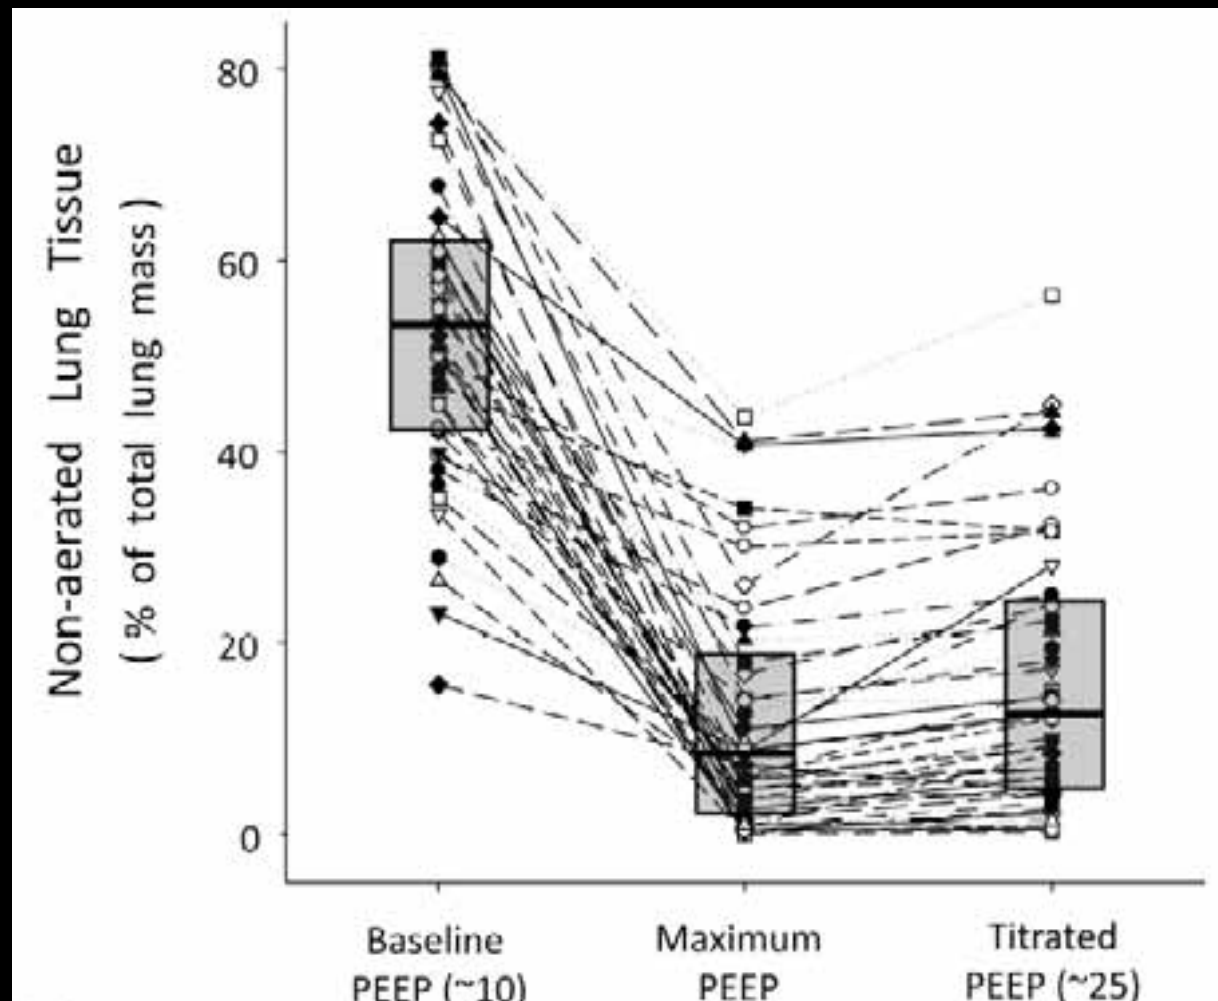 Non-aerated Lung Tissue
( % of total lung mass )
80
60
40
20
0
Baseline
PEEP (~10)
Maximum
PEEP
Titrated
PEEP (~25)